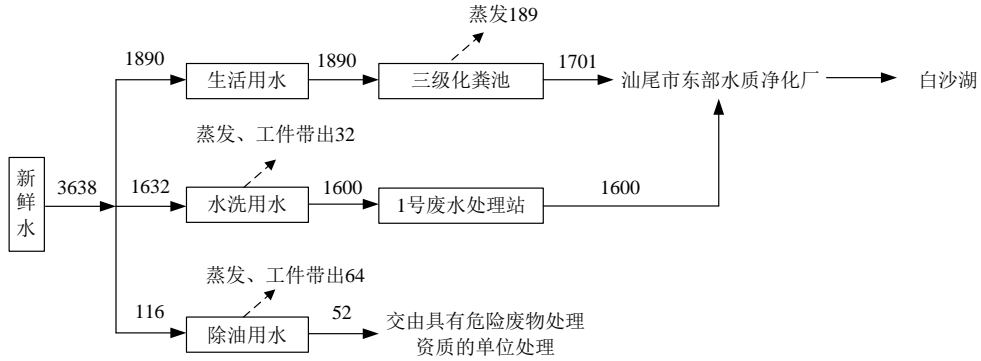 蒸发189
1890
生活用水
1890
三级化粪池
1701
汕尾市东部水质净化厂
白沙湖
蒸发、工件带出32
新鲜水
3638
1632
水洗用水
1600
1号废水处理站
1600
蒸发、工件带出64
116
除油用水
52
交由具有危险废物处理
资质的单位处理